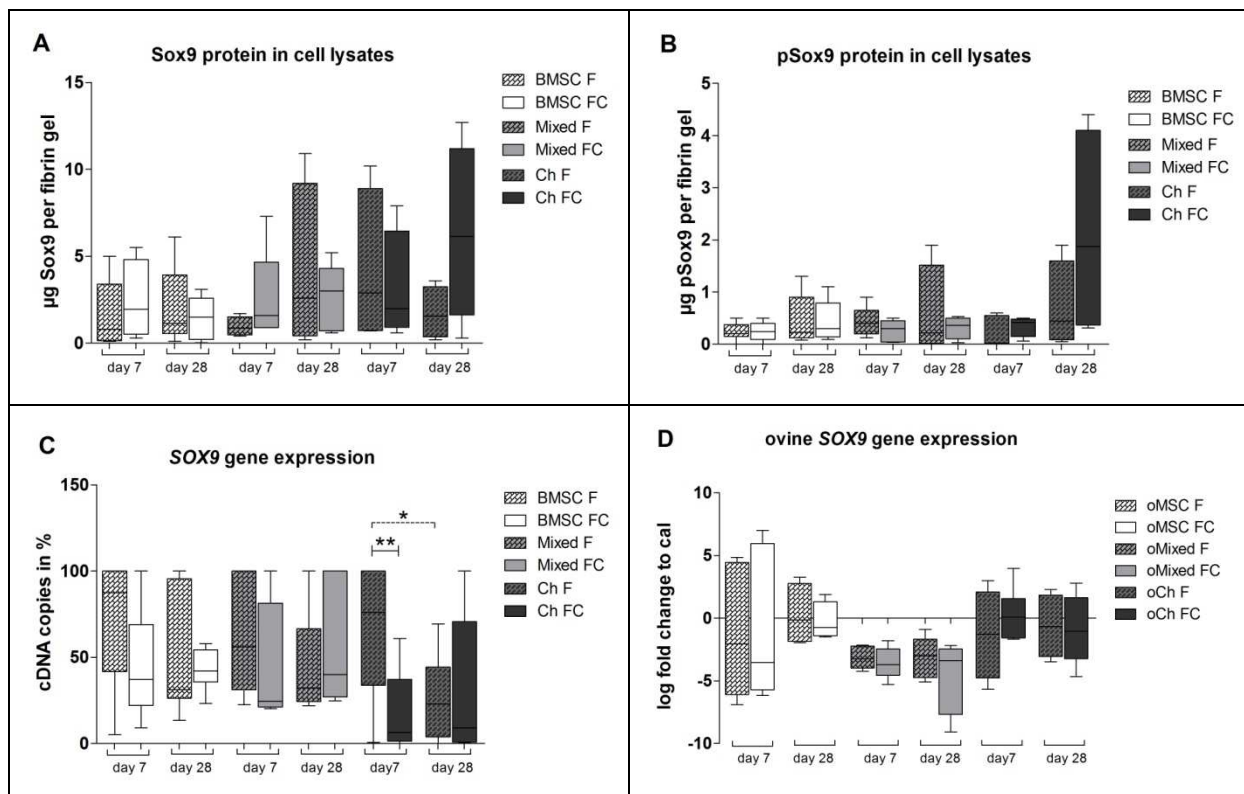 A
Sox9 protein in cell lysates
µg Sox9 per fibrin gel
15
10
5
0
day 7
day 28
day 7
day 28
day 7
day 28
BMSC F
BMSC FC
Mixed F
Mixed FC
Ch F
Ch FC
B
pSox9 protein in cell lysates
µg pSox9 per fibrin gel
5
4
3
2
1
0
day 7
day 28
day 7
day 28
day7
day 28
BMSC F
BMSC FC
Mixed F
Mixed FC
Ch F
Ch FC
C
SOX9 gene expression
cDNA copies in %
150
100
50
0
*
**
day 7
day 28
day 7
day 28
day7
day 28
BMSC F
BMSC FC
Mixed F
Mixed FC
Ch F
Ch FC
D
ovine SOX9 gene expression
log fold change to cal
10
5
0
-5
-10
day 7
day 28
day 7
day 28
day7
day 28
oMSC F
oMSC FC
oMixed F
oMixed FC
oCh F
oCh FC